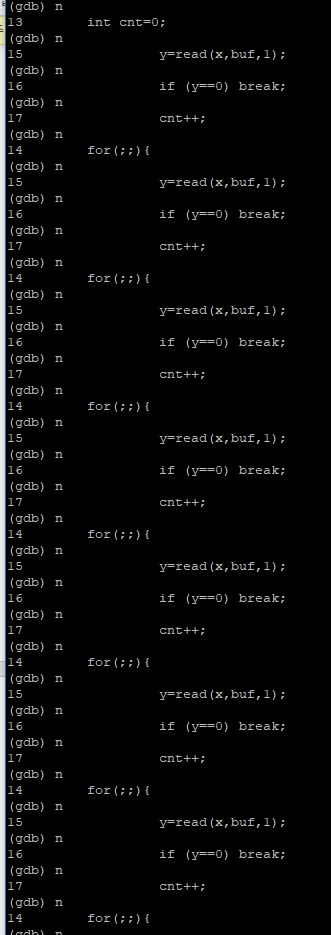 (gdb) n
13 int cnt=0;
(gdb) n
15 y=read(x,buf,1);
(gdb) n
16 if (y==0) break;
(gdb) n
17 cnt++;
(gdb) n
14 for(;;){
(gdb) n
15 y=read(x,buf,1);
(gdb) n
16 if (y==0) break;
(gdb) n
17 cnt++;
(gdb) n
14 for(;;){
(gdb) n
15 y=read(x,buf,1);
(gdb) n
16 if (y==0) break;
(gdb) n
17 cnt++;
(gdb) n
14 for(;;){
(gdb) n
15 y=read(x,buf,1);
(gdb) n
16 if (y==0) break;
(gdb) n
17 cnt++;
(gdb) n
14 for(;;){
(gdb) n
15 y=read(x,buf,1);
(gdb) n
16 if (y==0) break;
(gdb) n
17 cnt++;
(gdb) n
14 for(;;){
(gdb) n
15 y=read(x,buf,1);
(gdb) n
16 if (y==0) break;
(gdb) n
17 cnt++;
(gdb) n
14 for(;;){
(gdb) n
15 y=read(x,buf,1);
(gdb) n
16 if (y==0) break;
(gdb) n
17 cnt++;
(gdb) n
14 for(;;){
(gdb) n